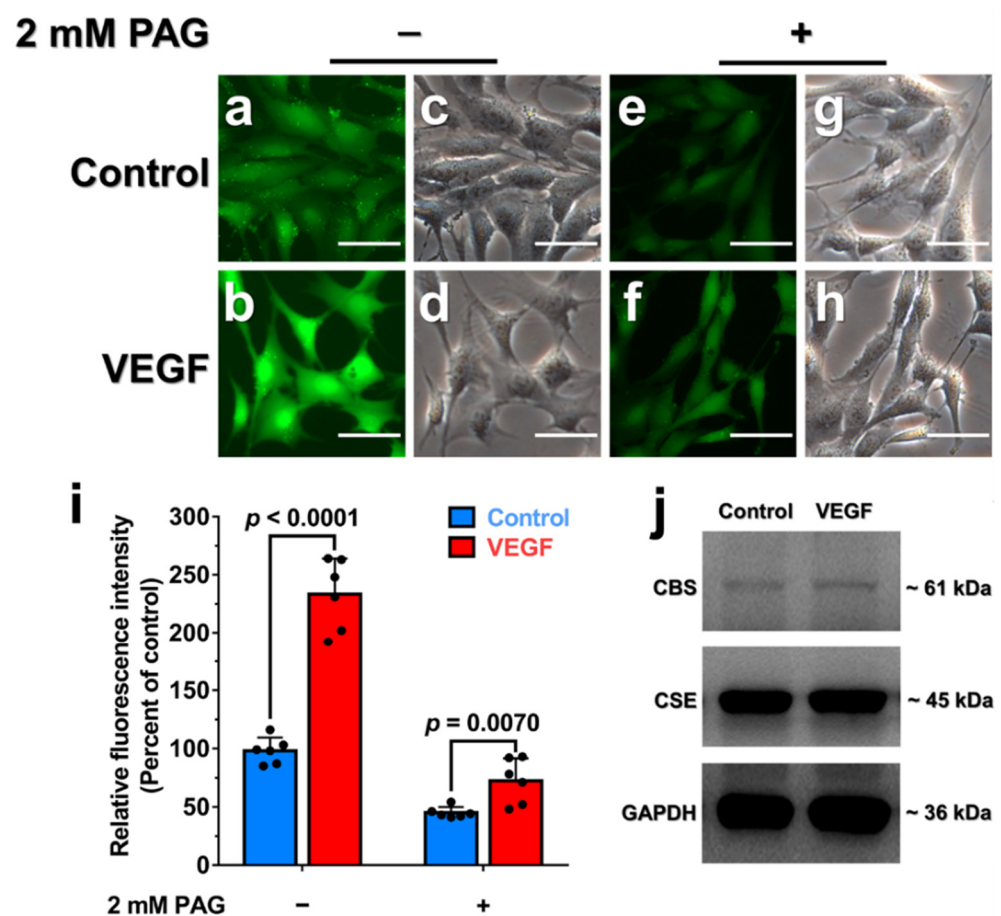 2 mM PAG − +
a c e g
Control
b d f h
VEGF
i
Relative fluorescence intensity
(Percent of control)
300
250
200
150
100
50
0
p < 0.0001
p = 0.0070
Control
VEGF
2 mM PAG − +
j
Control VEGF
CBS ~ 61 kDa
CSE ~ 45 kDa
GAPDH ~ 36 kDa